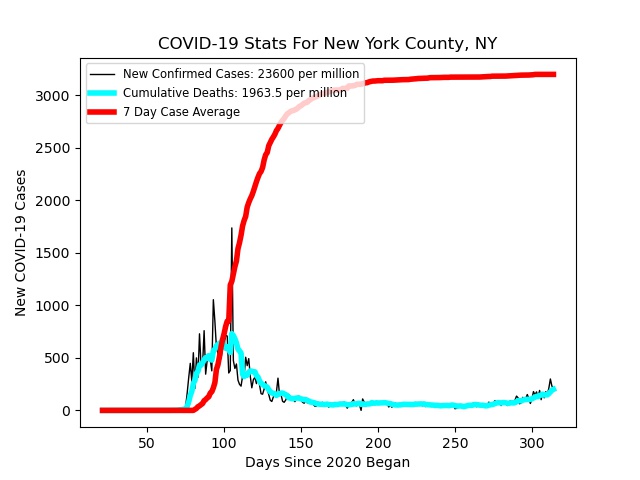 COVID-19 Stats For New York County, NY
New Confirmed Cases: 23600 per million
Cumulative Deaths: 1963.5 per million
7 Day Case Average
3000
2500
2000
1500
1000
500
0
New COVID-19 Cases
50 100 150 200 250 300
Days Since 2020 Began